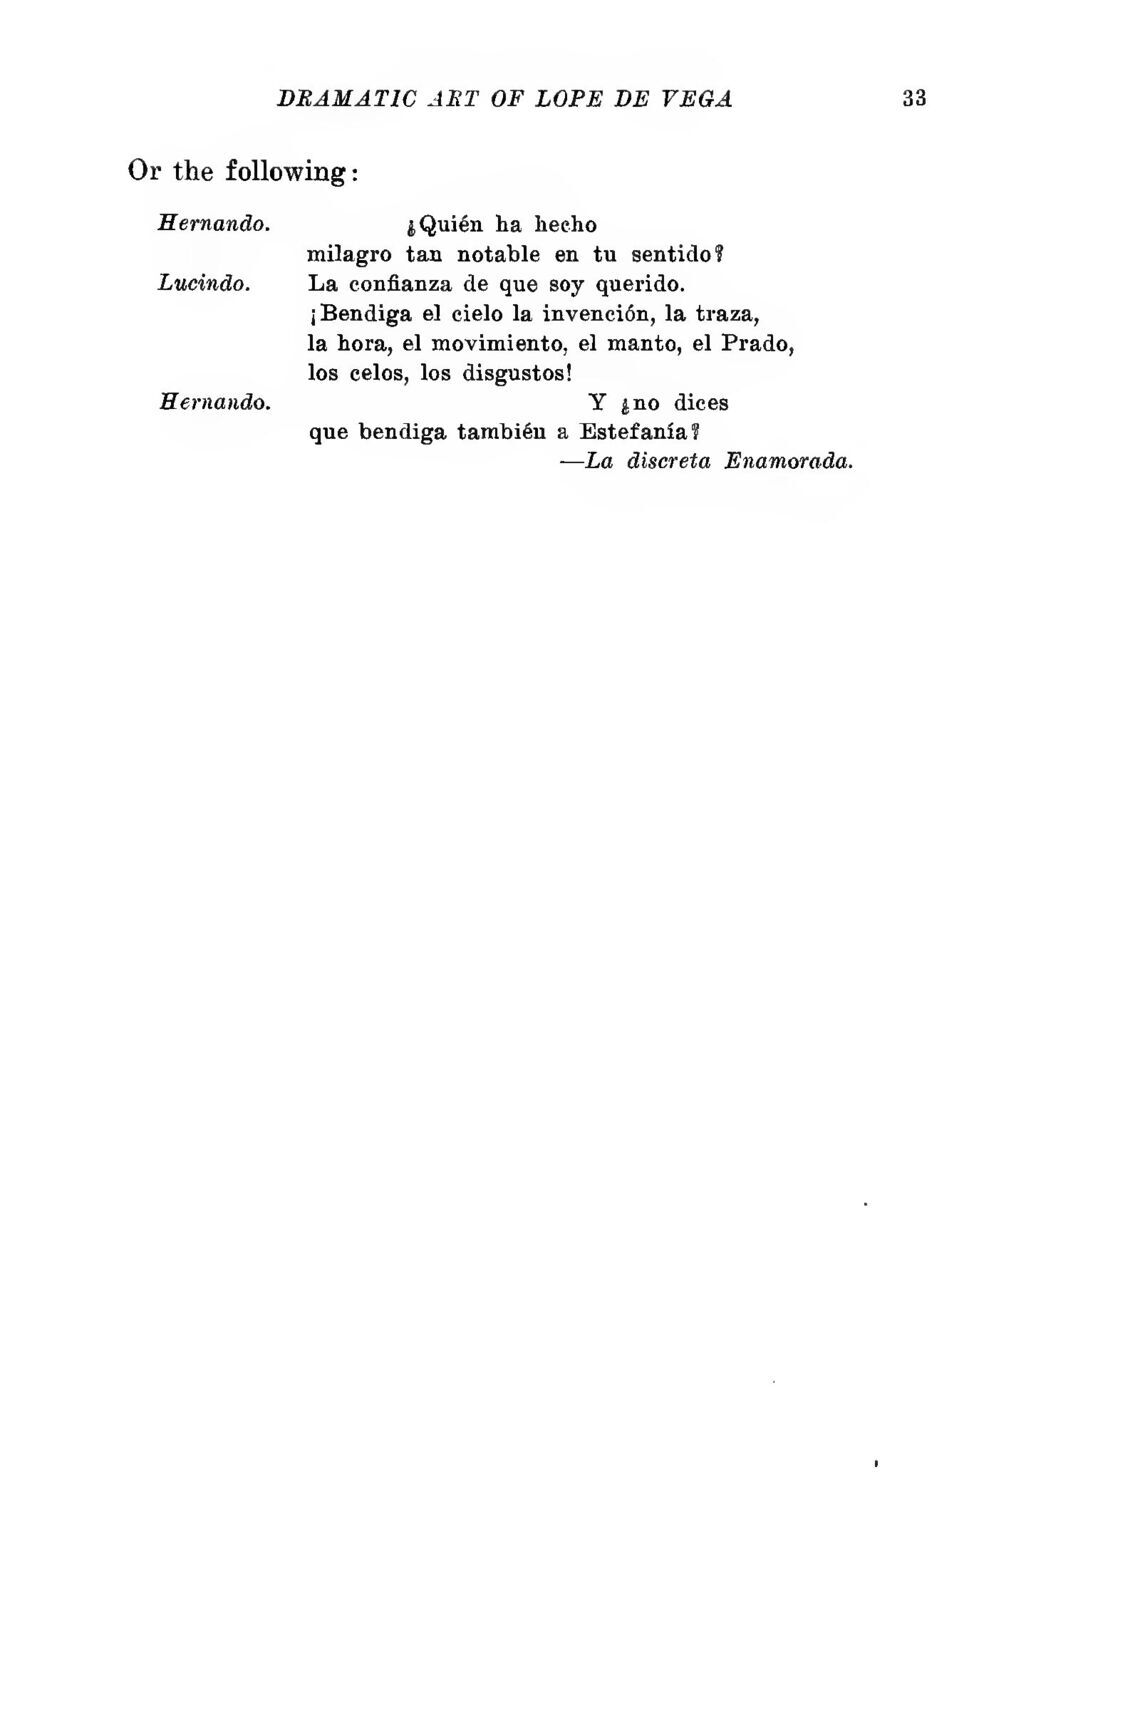 DRAMATIC ART OF LOPE DE VEGA 33
Or the following:
Hernando. ¿Quién ha hecho
milagro tan notable en tu sentido?
Lucindo. La confianza de que soy querido.
¡Bendiga el cielo la invención, la traza,
la hora, el movimiento, el manto, el Prado,
los celos, los disgustos!
Hernando. Y ¿no dices
que bendiga también a Estefanía?
—La discreta Enamorada.